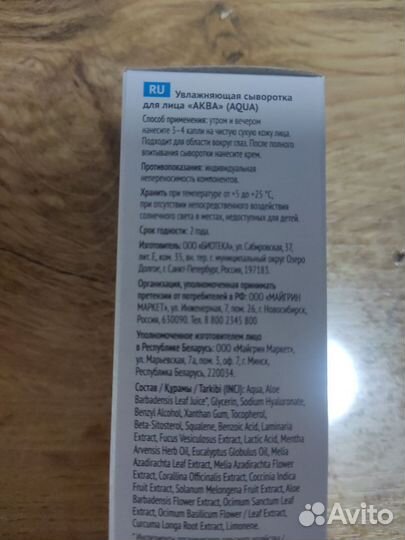 RU Увлажняющая сыворотка
для лица «АКВА» (AQUA)
Способ применения: утром и вечером
нанесите 3–4 капли на чистую сухую кожу лица.
Подходит для области вокруг глаз. После полного
впитывания сыворотки нанесите крем.
Противопоказания: индивидуальная
непереносимость компонентов.
Хранить при температуре от +5 до +25 °С,
при отсутствии непосредственного воздействия
солнечного света в местах, недоступных для детей.
Срок годности: 2 года.
Изготовитель: ООО «БИОТЕКА», ул. Сабировская, 37,
лит. Е, ком. 35, вн. тер. г. муниципальный округ Озеро
Долгое, г. Санкт-Петербург, Россия, 197183.
Организация, уполномоченная принимать
претензии от потребителей в РФ: ООО «МАЙГРИН
МАРКЕТ», ул. Инженерная, 7, пом. 26, г. Новосибирск,
Россия, 630090. Тел. 8 800 2345 800
Уполномоченное изготовителем лицо
в Республике Беларусь: ООО «Майгрин Маркет»,
ул. Марьевская, 7а, пом. 3, оф. 7, г. Минск,
Республика Беларусь, 220034.
Состав / Құрамы / Tarkibi (INCI): Aqua, Aloe
Barbadensis Leaf Juice*, Glycerin, Sodium Hyaluronate,
Benzyl Alcohol, Xanthan Gum, Tocopherol,
Beta-Sitosterol, Squalene, Benzoic Acid, Laminaria
Extract, Fucus Vesiculosus Extract, Lactic Acid, Mentha
Arvensis Herb Oil, Eucalyptus Globulus Oil, Melia
Azadirachta Leaf Extract, Melia Azadirachta Flower
Extract, Corallina Officinalis Extract, Coccinia Indica
Fruit Extract, Solanum Melongena Fruit Extract, Aloe
Barbadensis Flower Extract, Ocimum Sanctum Leaf
Extract, Ocimum Basilicum Flower / Leaf Extract,
Curcuma Longa Root Extract, Limonene.
Avito